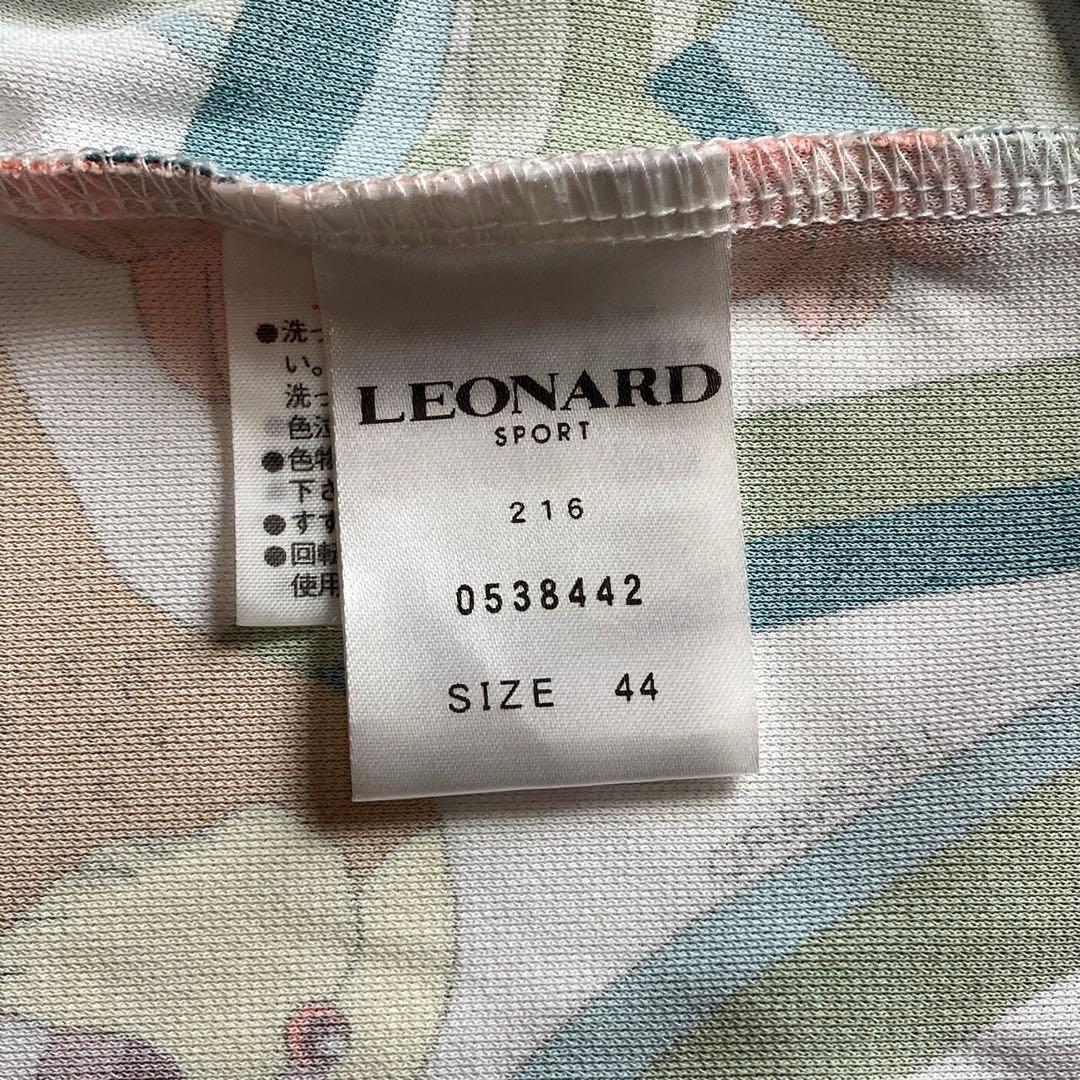 LEONARD
SPORT
216
0538442
SIZE 44
●洗っ
い。
洗っ
色泣
●色物
下さ
●すす
●回転
使用